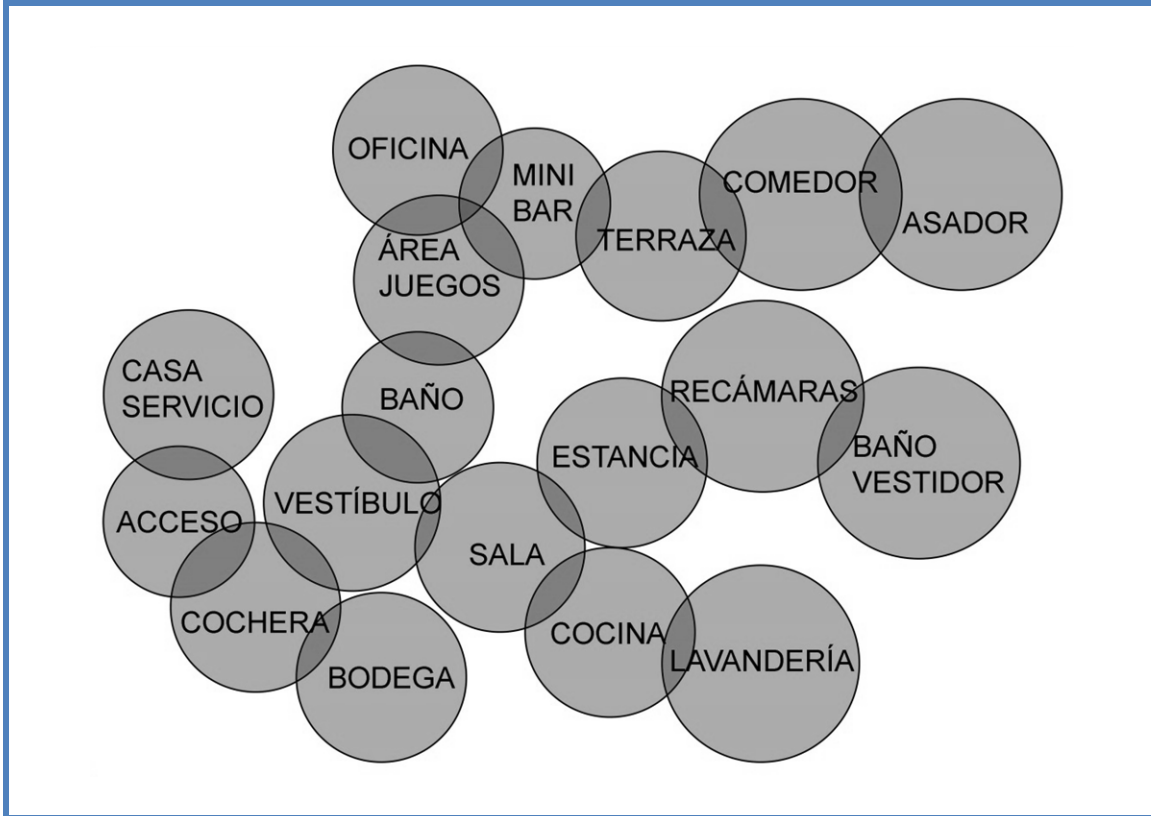 OFICINA
MINI
BAR
COMEDOR
ASADOR
TERRAZA
ÁREA
JUEGOS
CASA
SERVICIO
BAÑO
RECÁMARAS
ESTANCIA
BAÑO
VESTIDOR
ACCESO
VESTÍBULO
SALA
COCHERA
COCINA
LAVANDERÍA
BODEGA